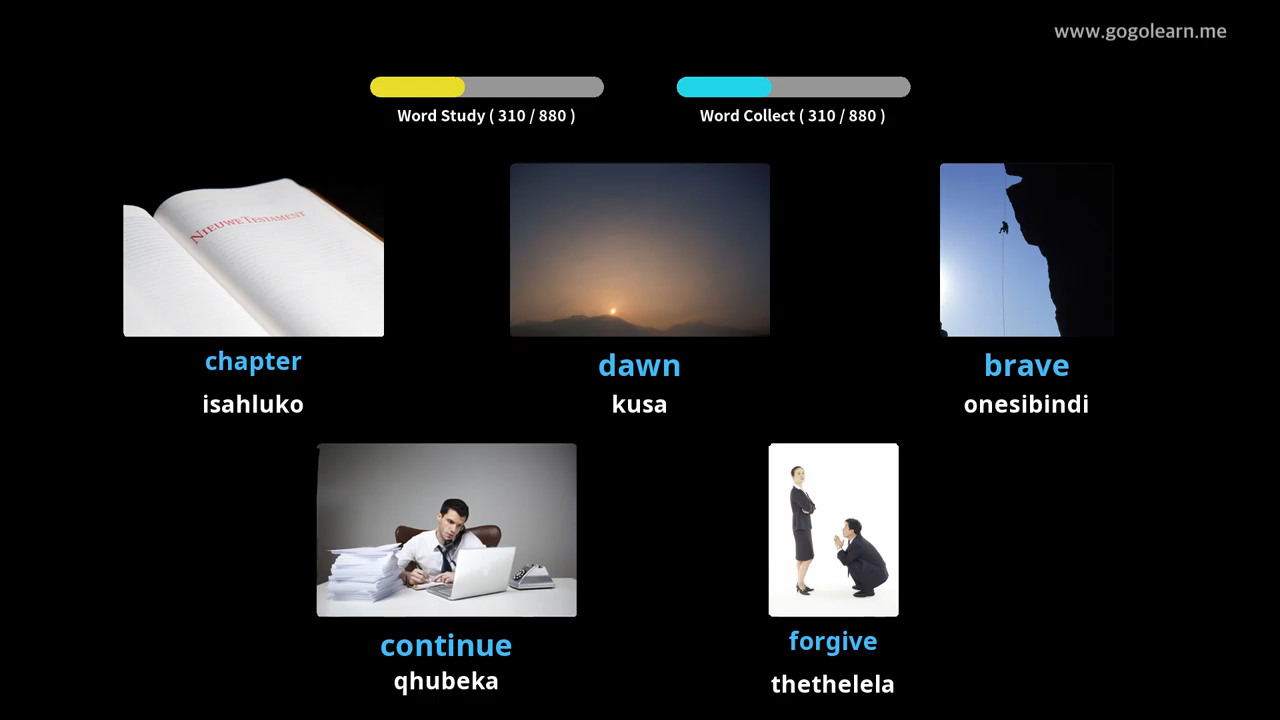 www.gogolearn.me
Word Study ( 310 / 880 )
Word Collect ( 310 / 880 )
NIEUWE TESTAMENT
chapter
isahluko
dawn
kusa
brave
onesibindi
continue
qhubeka
forgive
thethelela